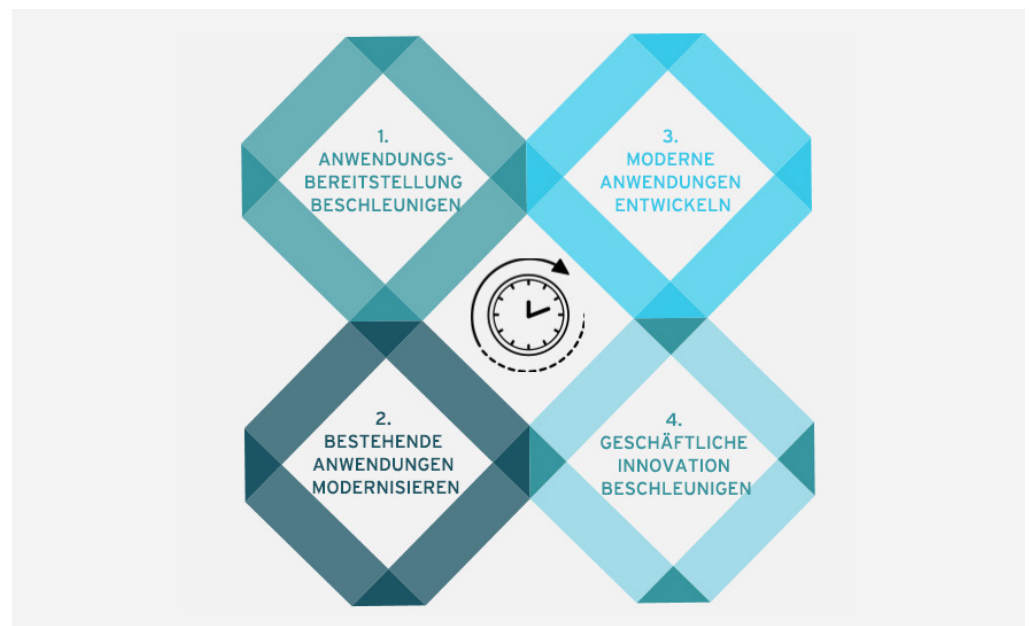 1.
ANWENDUNGS-
BEREITSTELLUNG
BESCHLEUNIGEN
2.
BESTEHENDE
ANWENDUNGEN
MODERNISIEREN
3.
MODERNE
ANWENDUNGEN
ENTWICKELN
4.
GESCHÄFTLICHE
INNOVATION
BESCHLEUNIGEN